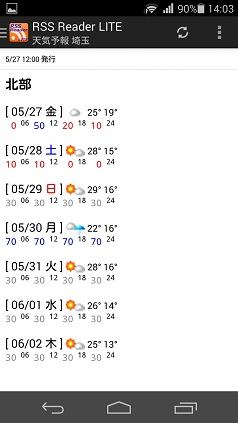 90% 14:03
RSS Reader LITE
天気予報 埼玉
5/27 12:00 発行
北部
[ 05/27 金 ] 25° 19°
0 06 50 12 20 18 10 24
[ 05/28 土 ] 28° 15°
10 06 10 12 0 18 0 24
[ 05/29 日 ] 29° 16°
30 06 30 12 30 18 30 24
[ 05/30 月 ] 22° 16°
70 06 70 12 70 18 70 24
[ 05/31 火 ] 28° 16°
30 06 30 12 30 18 30 24
[ 06/01 水 ] 26° 14°
30 06 30 12 30 18 30 24
[ 06/02 木 ] 25° 13°
30 06 30 12 30 18 30 24